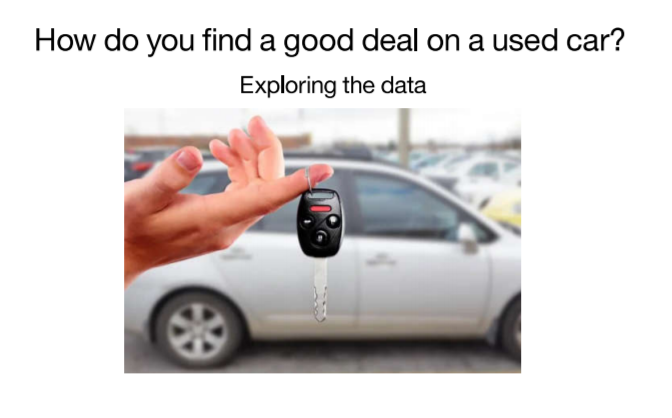 How do you find a good deal on a used car?
Exploring the data